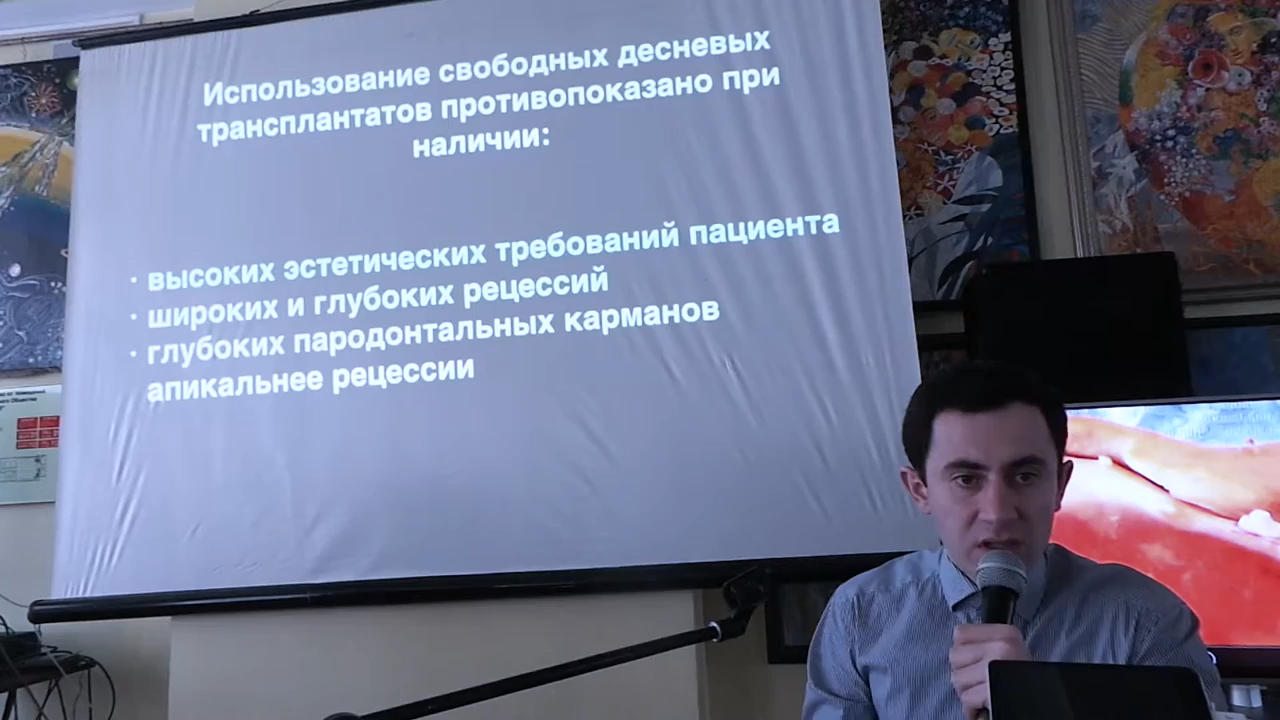 Использование свободных десневых
трансплантатов противопоказано при
наличии:
· высоких эстетических требований пациента
· широких и глубоких рецессий
· глубоких пародонтальных карманов
апикальнее рецессии